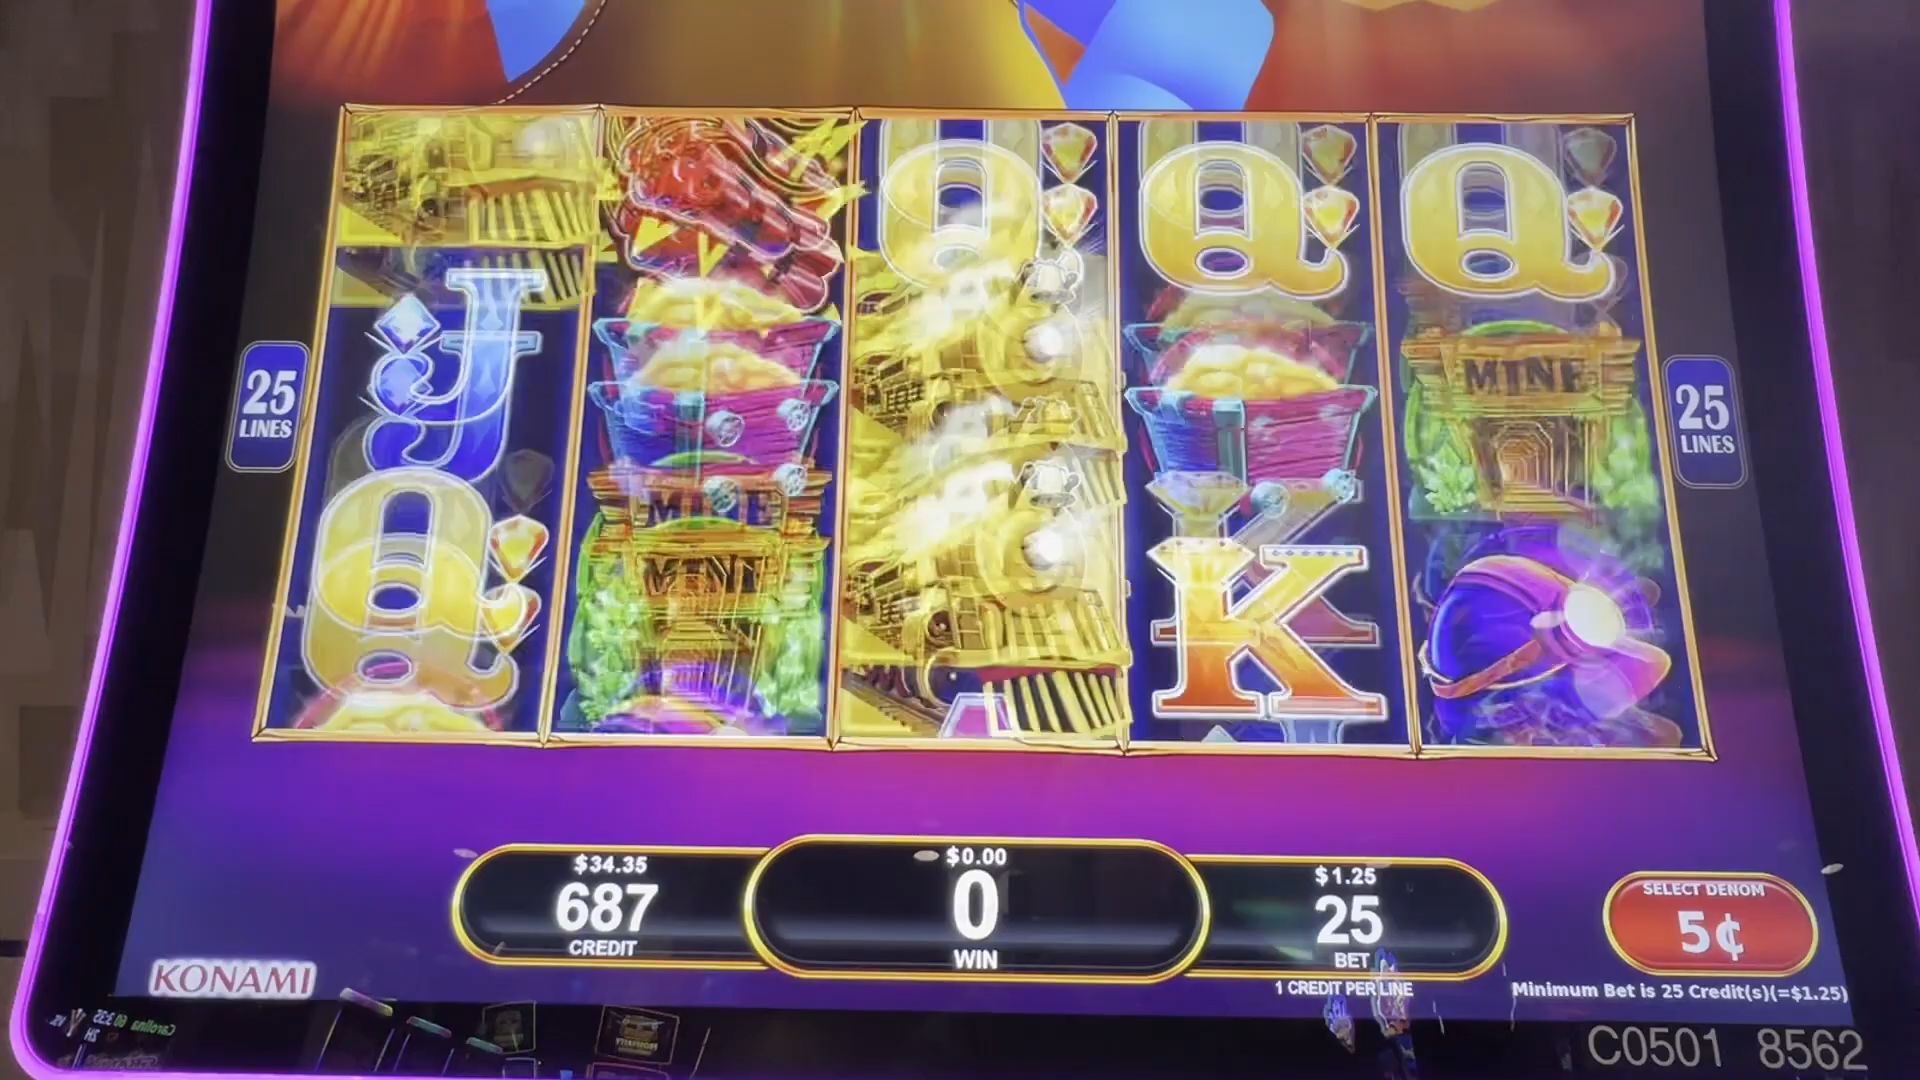 Q Q Q
J
25
LINES
25
LINES
MINE
MINE
MINE
Q
K
$34.35
687
CREDIT
$0.00
0
WIN
$1.25
25
BET
1 CREDIT PER LINE
SELECT DENOM
5¢
Minimum Bet is 25 Credit(s)(=$1.25)
KONAMI
C0501 8562